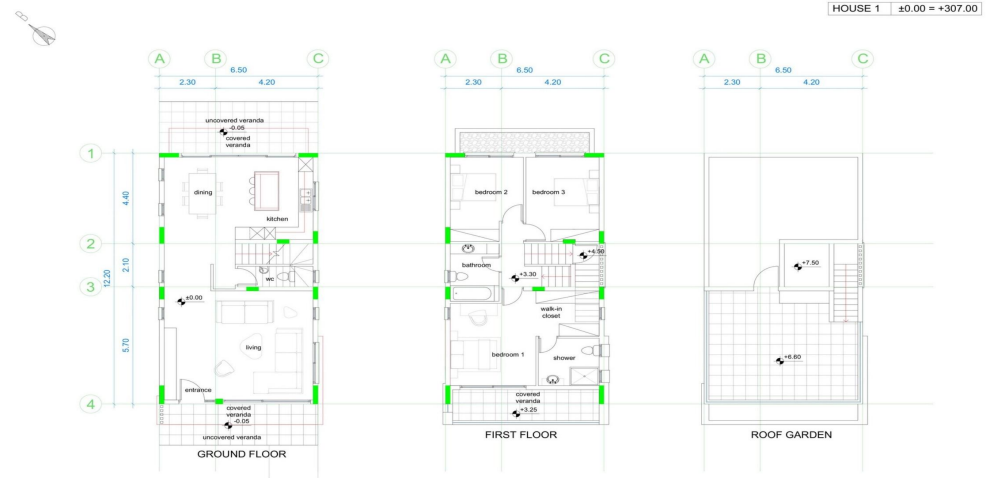 HOUSE 1 ±0.00 = +307.00
B
A B C
6.50
2.30 4.20
uncovered veranda
-0.05
covered
veranda
1
dining
kitchen
4.40
2
2.10
12.20
wc
3
±0.00
5.70
living
entrance
4
covered
veranda
-0.05
uncovered veranda
GROUND FLOOR
A B C
6.50
2.30 4.20
bedroom 2 bedroom 3
+4.50
bathroom
+3.30
walk-in
closet
bedroom 1
shower
covered
veranda
+3.25
FIRST FLOOR
A B C
6.50
2.30 4.20
+7.50
+6.60
ROOF GARDEN